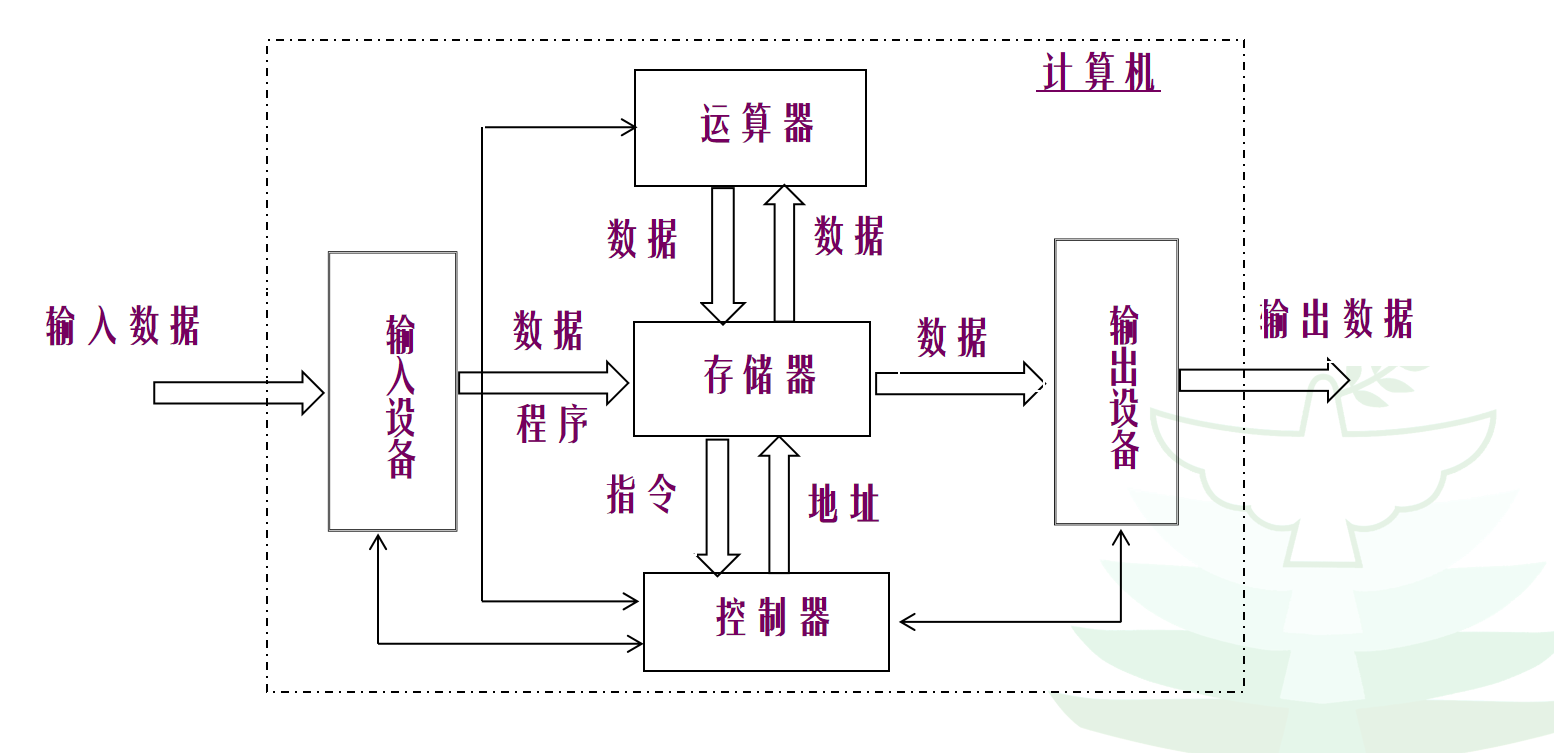 计算机
运算器
数据
数据
输入数据
输入设备
数据
程序
存储器
数据
输出设备
输出数据
指令
地址
控制器